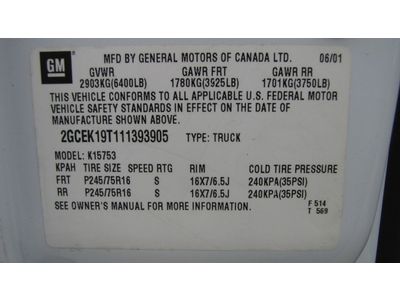 GM
MFD BY GENERAL MOTORS OF CANADA LTD. 06/01
GVWR GAWR FRT GAWR RR
2903KG(6400LB) 1780KG(3925LB) 1701KG(3750LB)
THIS VEHICLE CONFORMS TO ALL APPLICABLE U.S. FEDERAL MOTOR
VEHICLE SAFETY STANDARDS IN EFFECT ON THE DATE OF
MANUFACTURE SHOWN ABOVE.
2GCEK19T111393905 TYPE: TRUCK
MODEL: K15753
KPAH TIRE SIZE SPEED RTG RIM COLD TIRE PRESSURE
FRT P245/75R16 S 16X7/6.5J 240KPA(35PSI)
RR P245/75R16 S 16X7/6.5J 240KPA(35PSI)
SEE OWNER'S MANUAL FOR MORE INFORMATION.
F 514
T 569